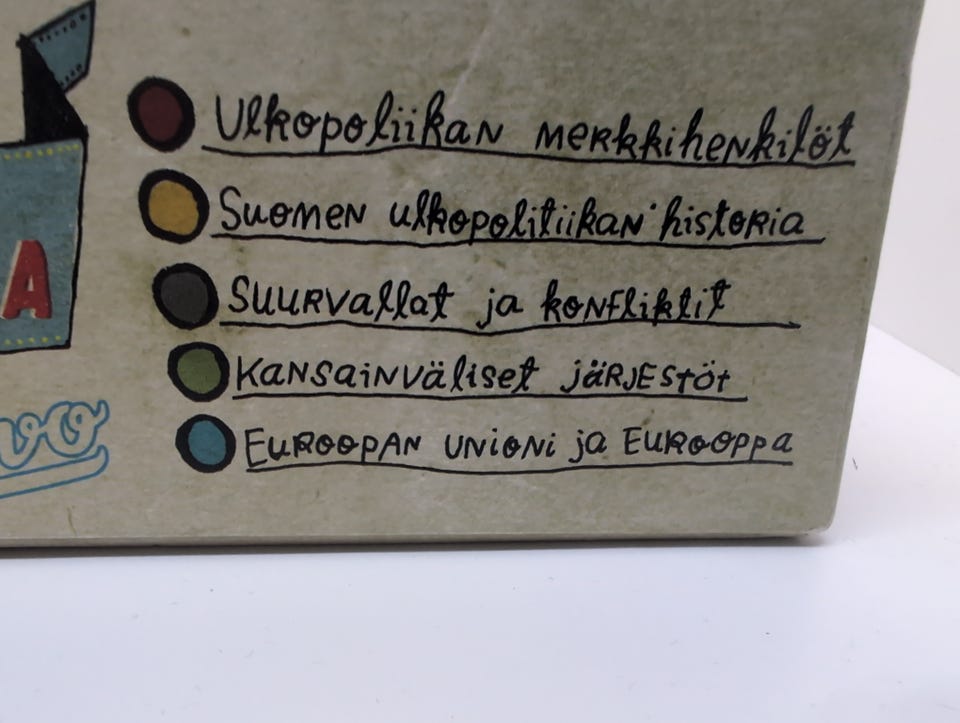 Ulkopoliikan merkkihenkilöt
Suomen ulkopolitiikan historia
Suurvallat ja konfliktit
Kansainväliset järjestöt
Euroopan unioni ja Eurooppa
A